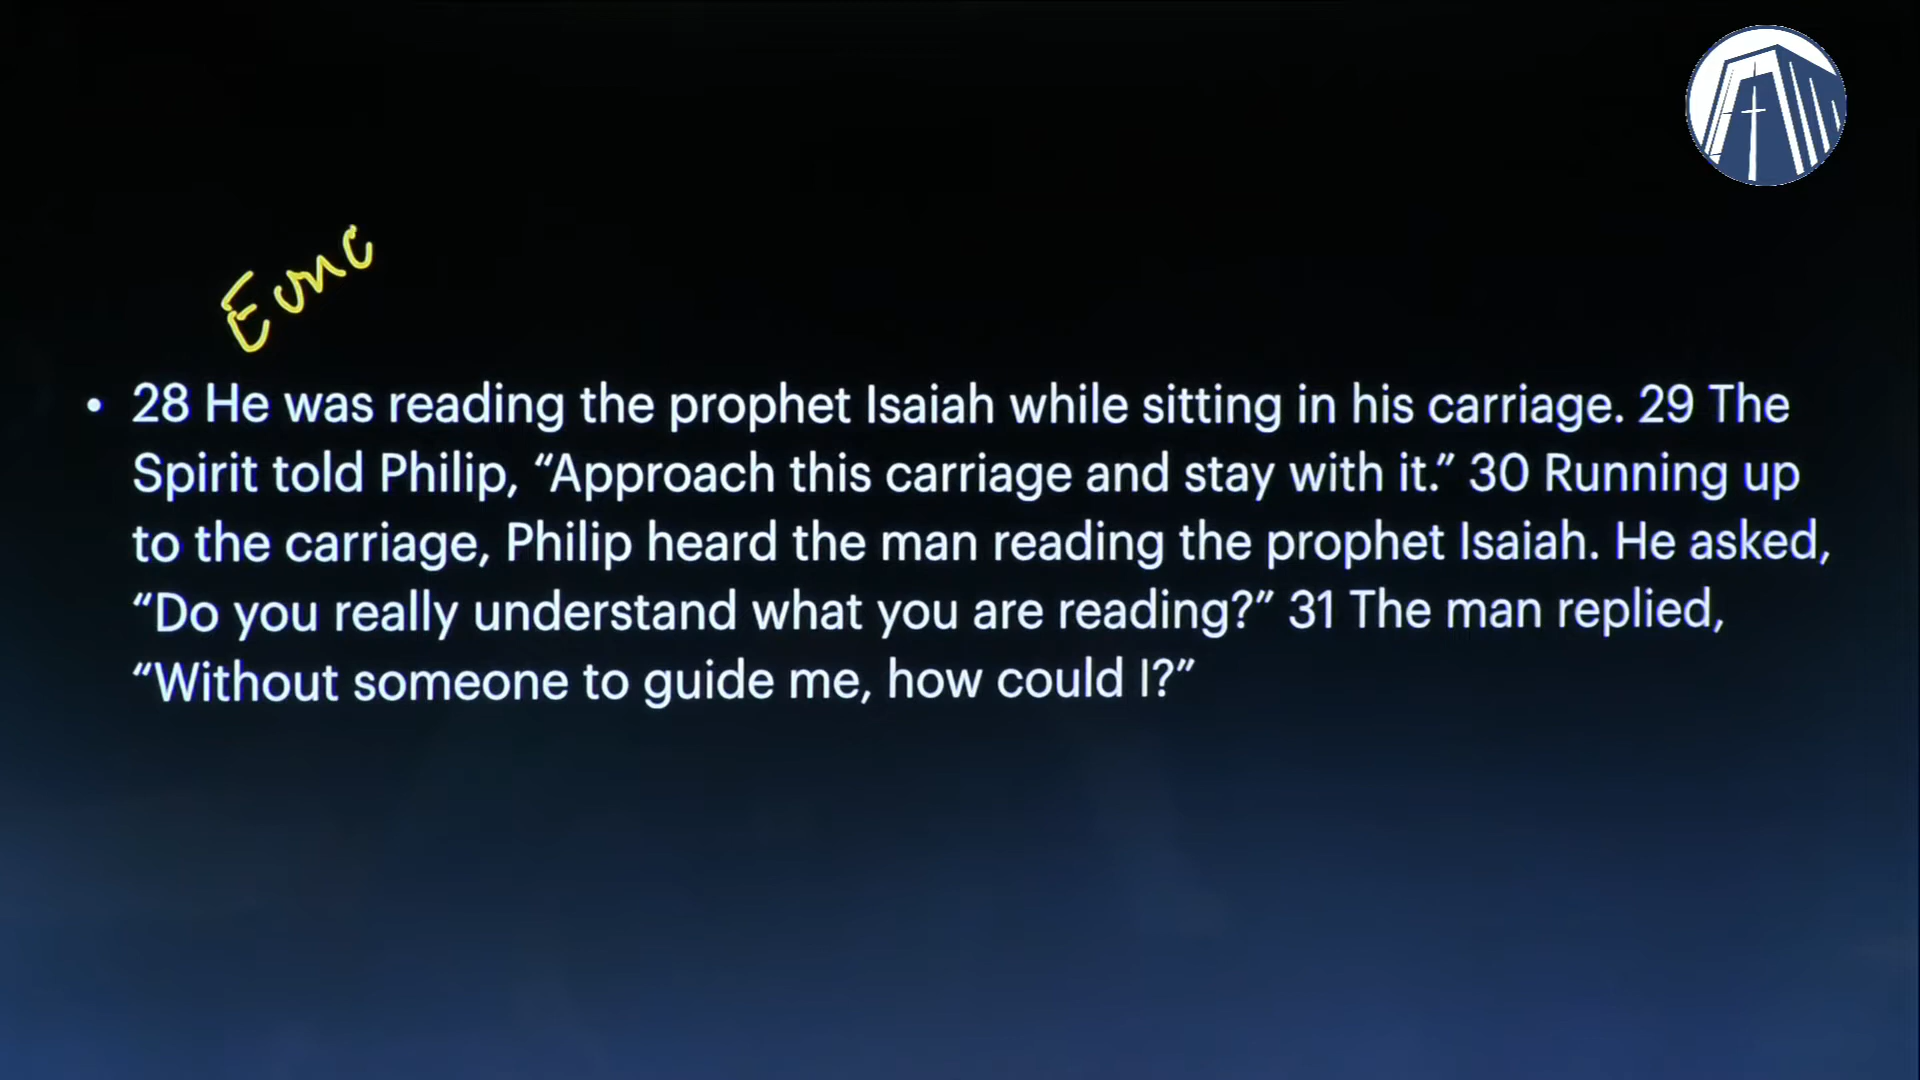 Eunc
• 28 He was reading the prophet Isaiah while sitting in his carriage. 29 The
Spirit told Philip, “Approach this carriage and stay with it.” 30 Running up
to the carriage, Philip heard the man reading the prophet Isaiah. He asked,
“Do you really understand what you are reading?” 31 The man replied,
“Without someone to guide me, how could I?”